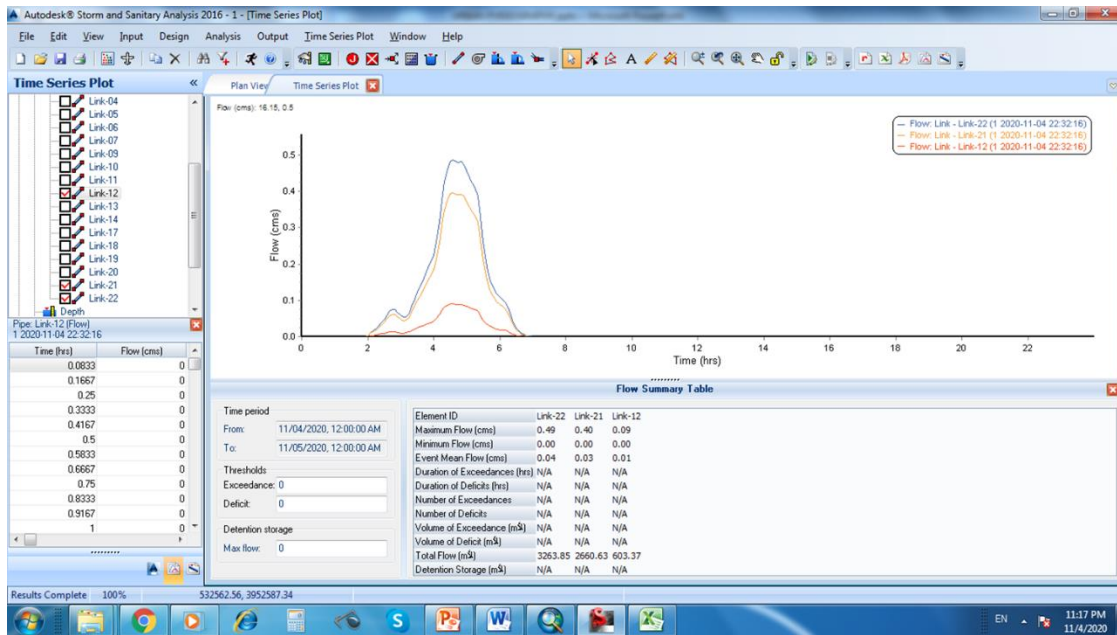 Autodesk® Storm and Sanitary Analysis 2016 - 1 - [Time Series Plot]
File Edit View Input Design Analysis Output Time Series Plot Window Help
Time Series Plot «
Plan View Time Series Plot
Link-04
Link-05
Link-06
Link-07
Link-09
Link-10
Link-11
Link-12
Link-13
Link-14
Link-17
Link-18
Link-19
Link-20
Link-21
Link-22
Depth
Pipe: Link-12 (Flow)
1 2020-11-04 22:32:16
Time (hrs) Flow (cms)
0.0833 0
0.1667 0
0.25 0
0.3333 0
0.4167 0
0.5 0
0.5833 0
0.6667 0
0.75 0
0.8333 0
0.9167 0
1 0
Flow (cms): 16.15, 0.5
Flow: Link - Link-22 (1 2020-11-04 22:32:16)
Flow: Link - Link-21 (1 2020-11-04 22:32:16)
Flow: Link - Link-12 (1 2020-11-04 22:32:16)
Flow (cms)
0.5
0.4
0.3
0.2
0.1
0.0
0 2 4 6 8 10 12 14 16 18 20 22
Time (hrs)
Flow Summary Table
Time period
From: 11/04/2020, 12:00:00 AM
To: 11/05/2020, 12:00:00 AM
Thresholds
Exceedance: 0
Deficit: 0
Detention storage
Max flow: 0
Element ID Link-22 Link-21 Link-12
Maximum Flow (cms) 0.49 0.40 0.09
Minimum Flow (cms) 0.00 0.00 0.00
Event Mean Flow (cms) 0.04 0.03 0.01
Duration of Exceedances (hrs) N/A N/A N/A
Duration of Deficits (hrs) N/A N/A N/A
Number of Exceedances N/A N/A N/A
Number of Deficits N/A N/A N/A
Volume of Exceedance N/A N/A N/A
Volume of Deficit N/A N/A N/A
Total Flow 3263.85 2660.63 603.37
Detention Storage N/A N/A N/A
Results Complete 100% 532562.56, 3952587.34
EN 11:17 PM
11/4/2020